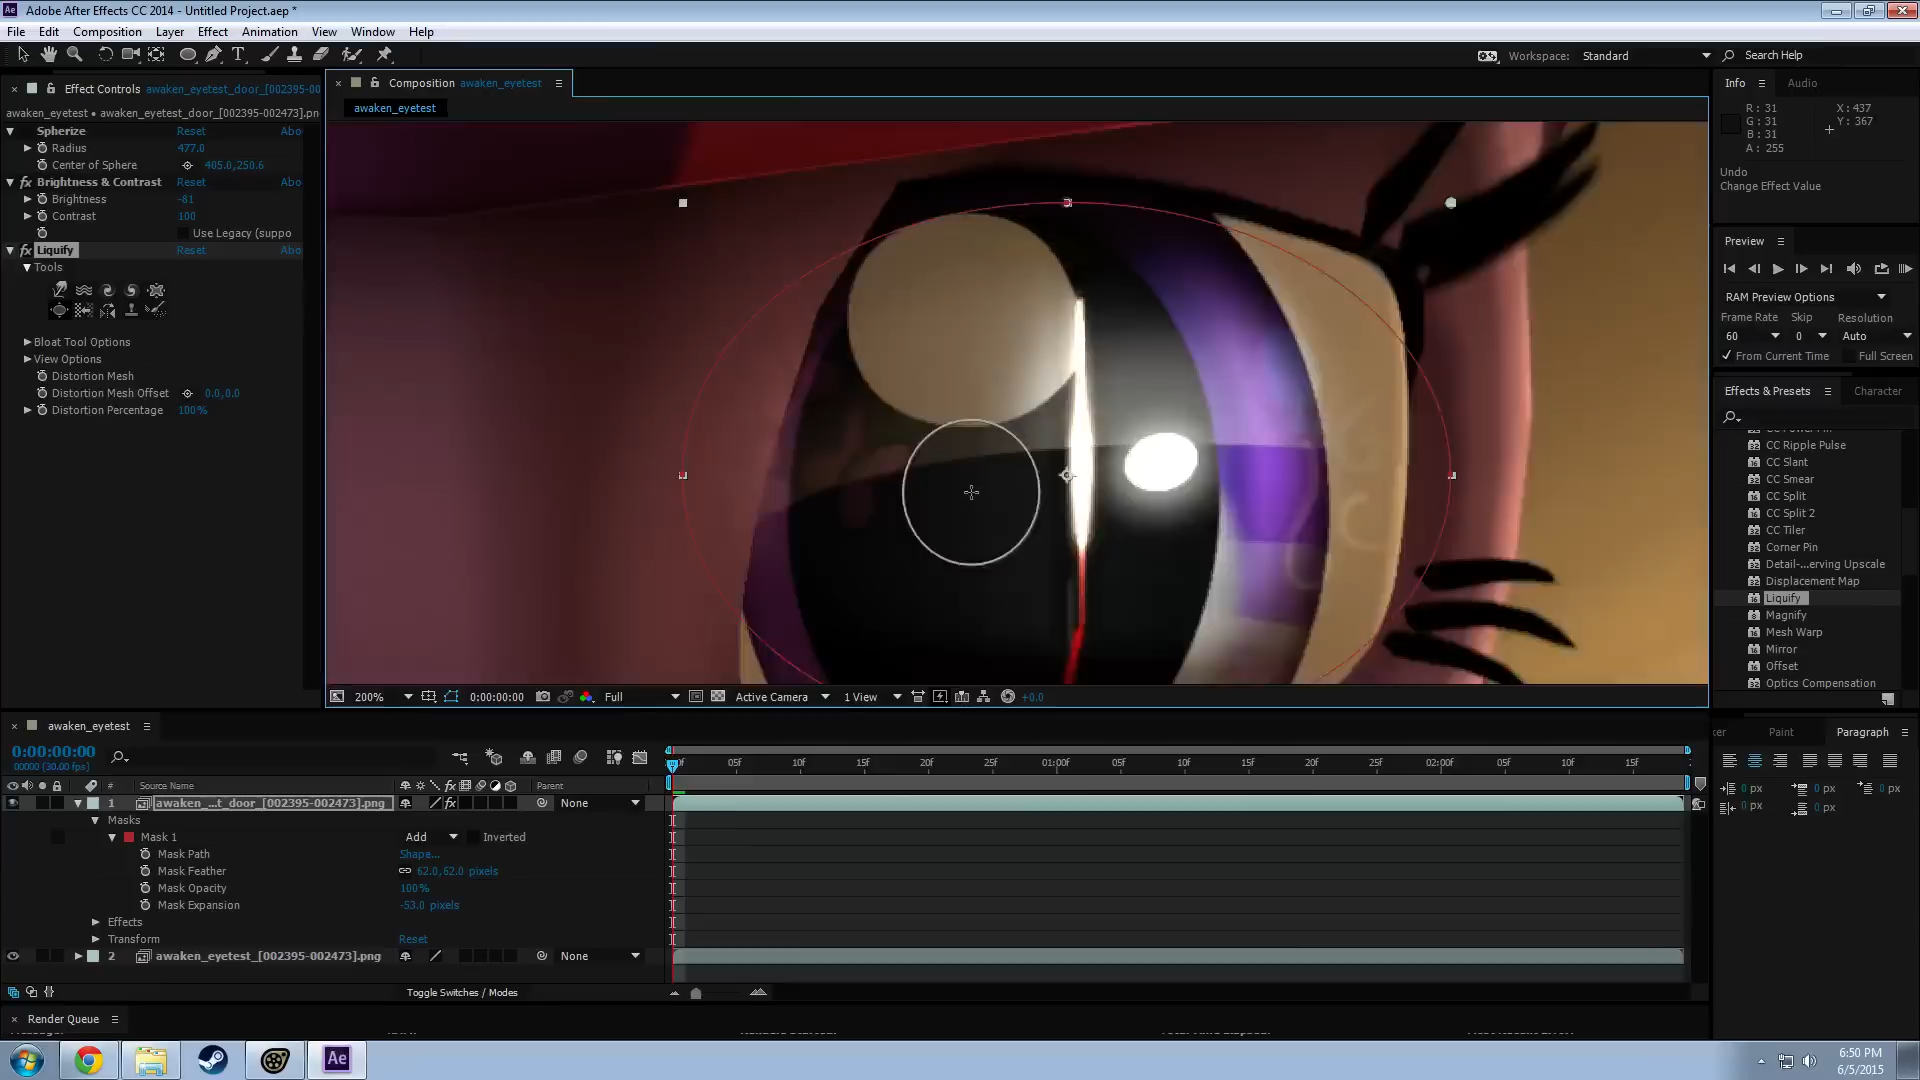 Adobe After Effects CC 2014 - Untitled Project.aep *
File Edit Composition Layer Effect Animation View Window Help
Workspace: Standard Search Help
Effect Controls awaken_eyetest_door_[002395-00
Composition awaken_eyetest
awaken_eyetest
awaken_eyetest • awaken_eyetest_door_[002395-002473].pn
Spherize Reset Abo
Radius 477.0
Center of Sphere 405.0,250.6
fx Brightness & Contrast Reset Abo
Brightness -81
Contrast 100
Use Legacy (suppo
fx Liquify Reset Abo
Tools
Bloat Tool Options
View Options
Distortion Mesh
Distortion Mesh Offset 0.0,0.0
Distortion Percentage 100%
200% 0:00:00:00 Full Active Camera 1 View +0.0
Info Audio
R: 31 X: 437
G: 31 Y: 367
B: 31
A: 255
Undo
Change Effect Value
Preview
RAM Preview Options
Frame Rate Skip Resolution
60 0 Auto
From Current Time Full Screen
Effects & Presets Character
CC Ripple Pulse
CC Slant
CC Smear
CC Split
CC Split 2
CC Tiler
Corner Pin
Detail-...erving Upscale
Displacement Map
Liquify
Magnify
Mesh Warp
Mirror
Offset
Optics Compensation
ker Paint Paragraph
0 px 0 px 0 px
0 px 0 px
awaken_eyetest
0:00:00:00
00000 (30.00 fps)
05f 10f 15f 20f 25f 01:00f 05f 10f 15f 20f 25f 02:00f 05f 10f 15f
# Source Name Parent
1 awaken_...t_door_[002395-002473].png fx None
Masks
Mask 1 Add Inverted
Mask Path Shape...
Mask Feather 62.0,62.0 pixels
Mask Opacity 100%
Mask Expansion -53.0 pixels
Effects
Transform Reset
2 awaken_eyetest_[002395-002473].png None
Toggle Switches / Modes
Render Queue
Ae
6:50 PM
6/5/2015